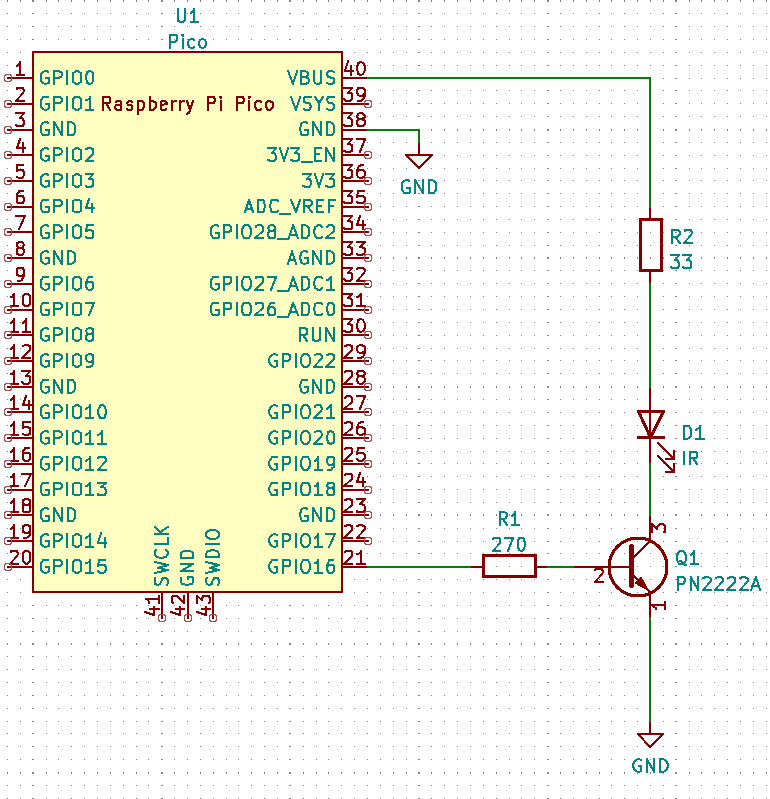 U1
Pico
Raspberry Pi Pico
1 GPIO0
2 GPIO1
3 GND
4 GPIO2
5 GPIO3
6 GPIO4
7 GPIO5
8 GND
9 GPIO6
10 GPIO7
11 GPIO8
12 GPIO9
13 GND
14 GPIO10
15 GPIO11
16 GPIO12
17 GPIO13
18 GND
19 GPIO14
20 GPIO15
SWCLK 41
GND 42
SWDIO 43
VBUS 40
VSYS 39
GND 38
3V3_EN 37
3V3 36
ADC_VREF 35
GPIO28_ADC2 34
AGND 33
GPIO27_ADC1 32
GPIO26_ADC0 31
RUN 30
GPIO22 29
GND 28
GPIO21 27
GPIO20 26
GPIO19 25
GPIO18 24
GND 23
GPIO17 22
GPIO16 21
GND
R2
33
D1
IR
R1
270
3
2
1
Q1
PN2222A
GND